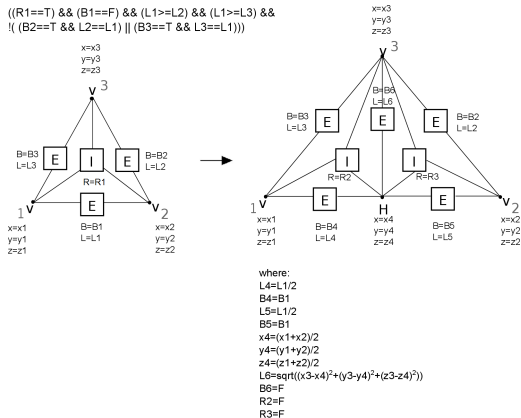 ((R1==T) && (B1==F) && (L1>=L2) && (L1>=L3) &&
!( (B2==T && L2==L1) || (B3==T && L3==L1)))
x=x3
y=y3
z=z3
v 3
B=B3
L=L3
E
I
E
B=B2
L=L2
R=R1
1 v
E
v 2
x=x1
y=y1
z=z1
B=B1
L=L1
x=x2
y=y2
z=z2
x=x3
y=y3
z=z3
v 3
B=B6
L=L6
B=B3
L=L3
E
E
E
B=B2
L=L2
I
I
R=R2
R=R3
1 v
E
H
E
v 2
x=x1
y=y1
z=z1
B=B4
L=L4
x=x4
y=y4
z=z4
B=B5
L=L5
x=x2
y=y2
z=z2
where:
L4=L1/2
B4=B1
L5=L1/2
B5=B1
x4=(x1+x2)/2
y4=(y1+y2)/2
z4=(z1+z2)/2
L6=sqrt((x3-x4)²+(y3-y4)²+(z3-z4)²))
B6=F
R2=F
R3=F